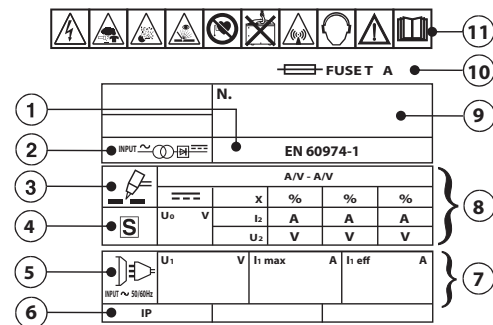 11
FUSE T A
10
N.
1
9
2
INPUT
EN 60974-1
3
A/V - A/V
X % % %
8
4
S
U₀ V
I₂ A A A
U₂ V V V
5
U₁ V
I₁ max A
I₁ eff A
7
INPUT ~ 50/60Hz
6
IP